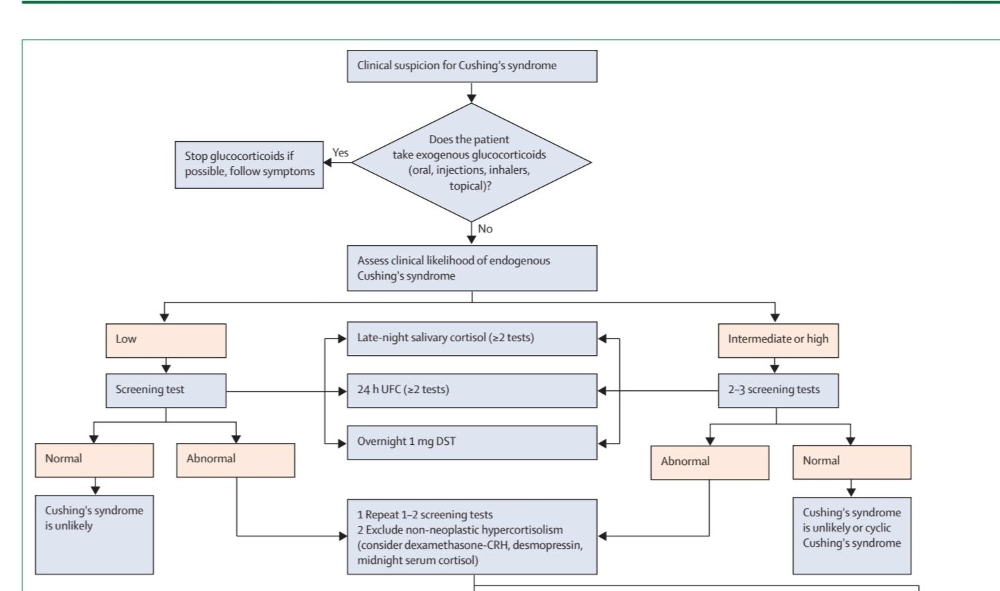 Clinical suspicion for Cushing's syndrome
Does the patient
take exogenous glucocorticoids
(oral, injections, inhalers,
topical)?
Yes
Stop glucocorticoids if
possible, follow symptoms
No
Assess clinical likelihood of endogenous
Cushing's syndrome
Low
Late-night salivary cortisol (≥2 tests)
Intermediate or high
Screening test
24 h UFC (≥2 tests)
2–3 screening tests
Overnight 1 mg DST
Normal
Abnormal
Abnormal
Normal
Cushing's syndrome
is unlikely
1 Repeat 1–2 screening tests
2 Exclude non-neoplastic hypercortisolism
(consider dexamethasone-CRH, desmopressin,
midnight serum cortisol)
Cushing's syndrome
is unlikely or cyclic
Cushing's syndrome